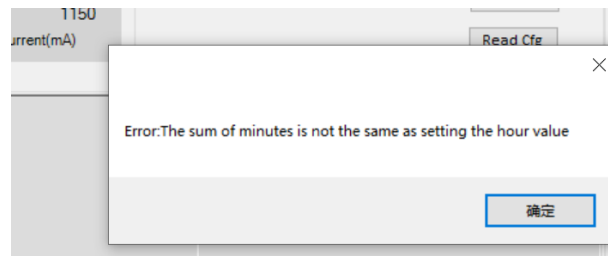 1150
urrent(mA)
Read Cfg
Error:The sum of minutes is not the same as setting the hour value
确定